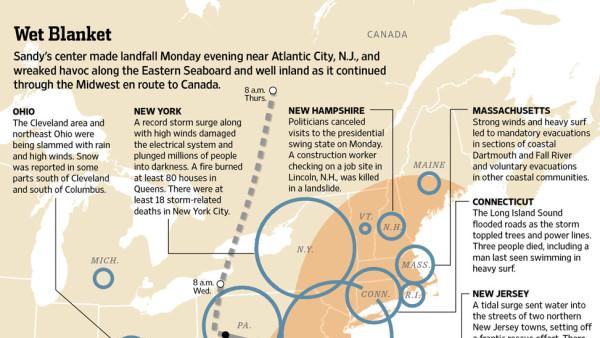 Wet Blanket
Sandy's center made landfall Monday evening near Atlantic City, N.J., and
wreaked havoc along the Eastern Seaboard and well inland as it continued
through the Midwest en route to Canada.
CANADA
8 a.m.
Thurs.
OHIO
The Cleveland area and
northeast Ohio were
being slammed with rain
and high winds. Snow
was reported in some
parts south of Cleveland
and south of Columbus.
NEW YORK
A record storm surge along
with high winds damaged
the electrical system and
plunged millions of people
into darkness. A fire burned
at least 80 houses in
Queens. There were at
least 18 storm-related
deaths in New York City.
NEW HAMPSHIRE
Politicians canceled
visits to the presidential
swing state on Monday.
A construction worker
checking on a job site in
Lincoln, N.H., was killed
in a landslide.
MASSACHUSETTS
Strong winds and heavy surf
led to mandatory evacuations
in sections of coastal
Dartmouth and Fall River
and voluntary evacuations
in other coastal communities.
CONNECTICUT
The Long Island Sound
flooded roads as the storm
toppled trees and power lines.
Three people died, including a
man last seen swimming in
heavy surf.
NEW JERSEY
A tidal surge sent water into
the streets of two northern
New Jersey towns, setting off
MAINE
VT.
N.H.
N.Y.
MASS.
MICH.
8 a.m.
Wed.
CONN.
R.I.
PA.